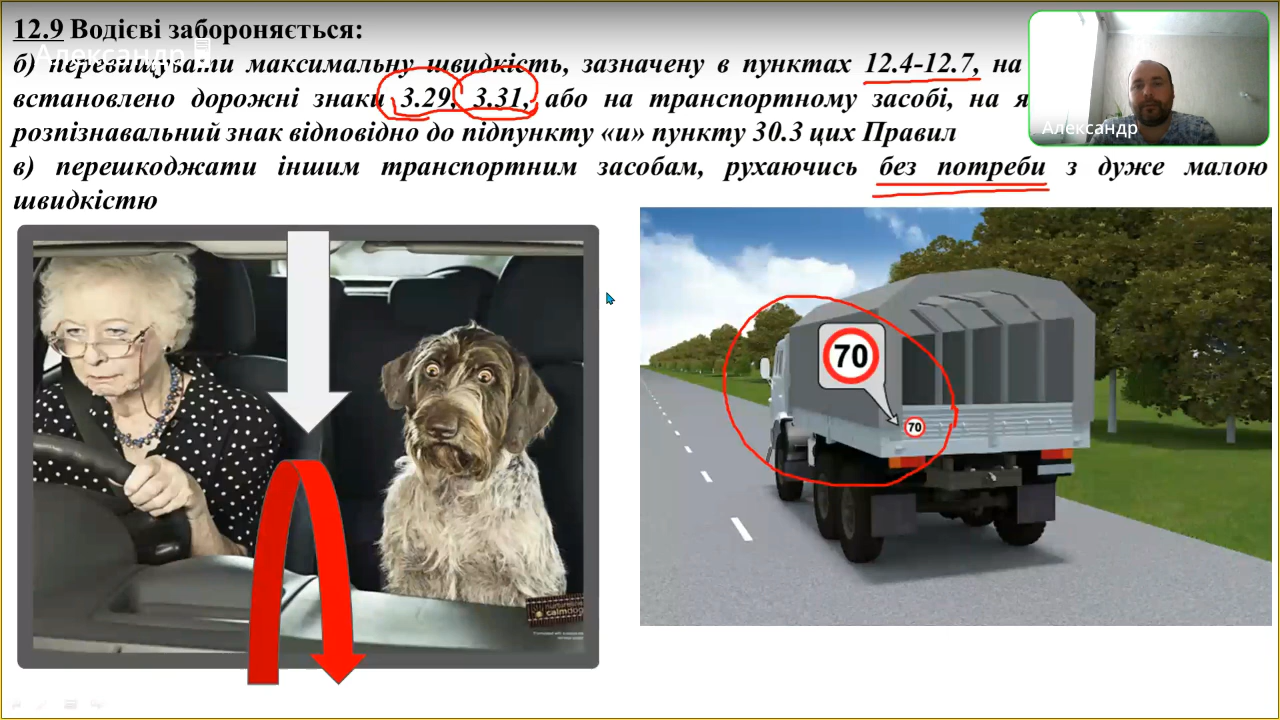 12.9 Водієві забороняється:
Александр
б) перевищувати максимальну швидкість, зазначену в пунктах 12.4-12.7, на
встановлено дорожні знаки 3.29, 3.31, або на транспортному засобі, на я
розпізнавальний знак відповідно до підпункту «и» пункту 30.3 цих Правил
Александр
в) перешкоджати іншим транспортним засобам, рухаючись без потреби з дуже малою
швидкістю
70
70
calmdog